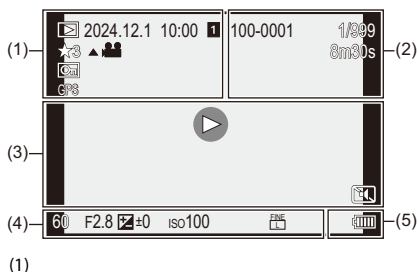 (1)
2024.12.1 10:00 1
100-0001 1/999
(2)
★3
8m30s
GPS
(3)
(4)
60 F2.8 ±0 ISO100 FINE L
(5)
(1)